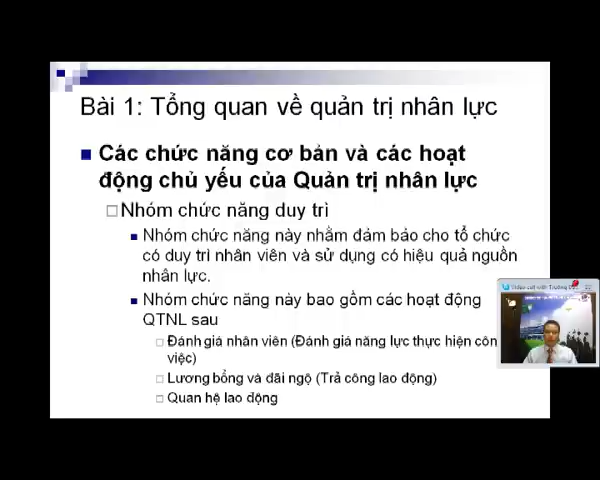 Bài 1: Tổng quan về quản trị nhân lực
Các chức năng cơ bản và các hoạt
động chủ yếu của Quản trị nhân lực
Nhóm chức năng duy trì
Nhóm chức năng này nhằm đảm bảo cho tổ chức
có duy trì nhân viên và sử dụng có hiệu quả nguồn
nhân lực.
Nhóm chức năng này bao gồm các hoạt động
QTNL sau
Đánh giá nhân viên (Đánh giá năng lực thực hiện côn
việc)
Lương bổng và đãi ngộ (Trả công lao động)
Quan hệ lao động
Video call with Trường